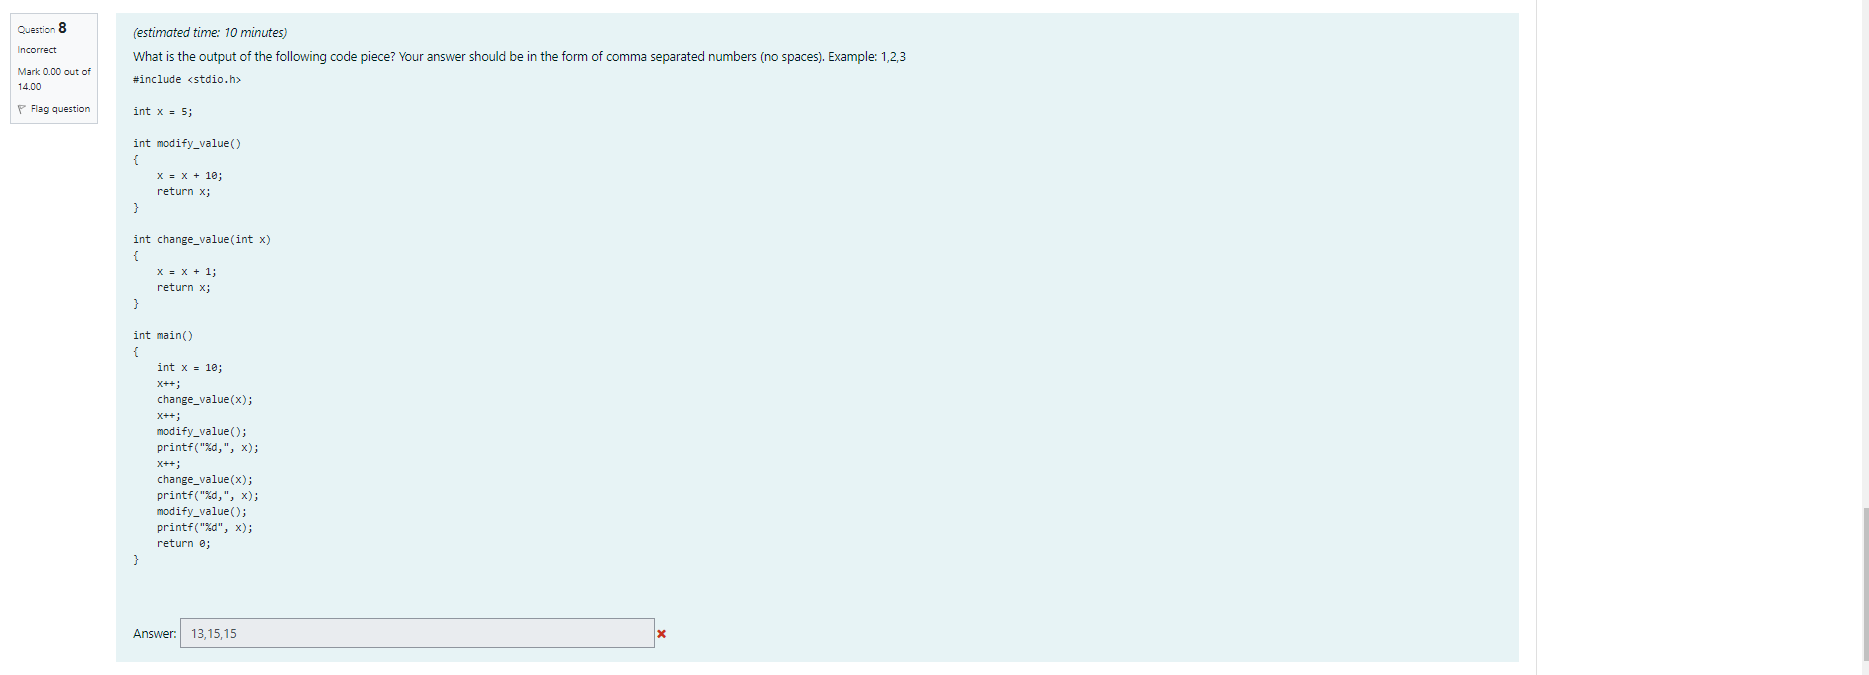 Question 8
Incorrect
Mark 0.00 out of
14.00
Flag question
(estimated time: 10 minutes)
What is the output of the following code piece? Your answer should be in the form of comma separated numbers (no spaces). Example: 1,2,3
#include <stdio.h>
int x = 5;
int modify_value()
{
x = x + 10;
return x;
}
int change_value(int x)
{
x = x + 1;
return x;
}
int main()
{
int x = 10;
x++;
change_value(x);
x++;
modify_value();
printf("%d,", x);
x++;
change_value(x);
printf("%d,", x);
modify_value();
printf("%d", x);
return 0;
}
Answer: 13,15,15